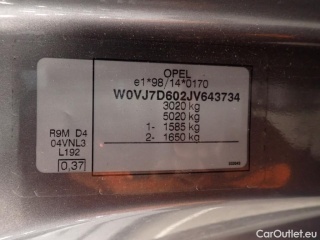 OPEL
e1*98/14*0170
W0VJ7D602JV643734
3020 kg
5020 kg
1- 1585 kg
2- 1650 kg
R9M D4
04VNL3
L192
0,37
CarOutlet.eu